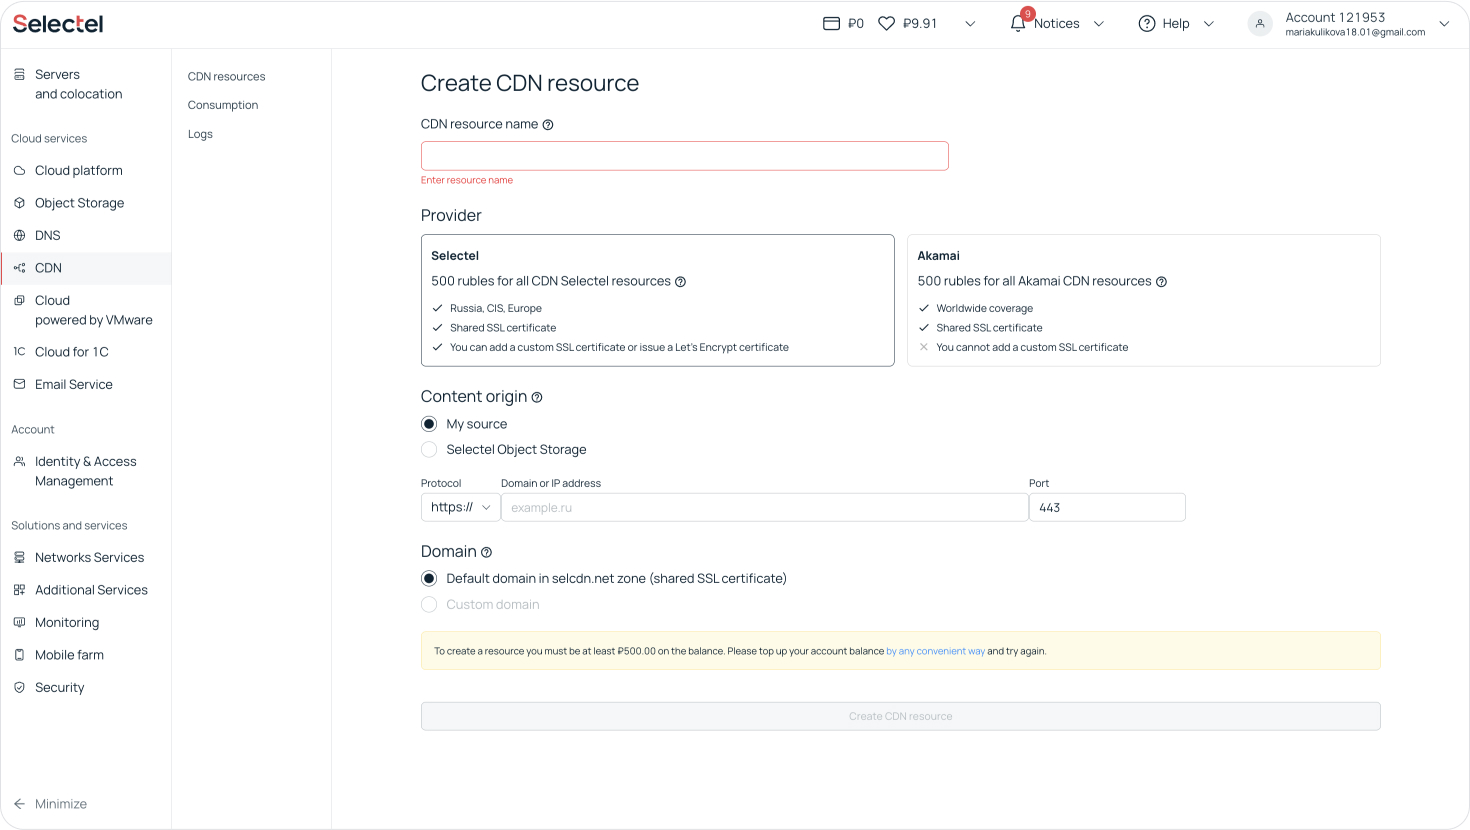 Selectel
₽0
₽9.91
9
Notices
Help
Account 121953
mariakulikova18.01@gmail.com
Servers
and colocation
Cloud services
Cloud platform
Object Storage
DNS
CDN
Cloud
powered by VMware
1C Cloud for 1C
Email Service
Account
Identity & Access
Management
Solutions and services
Networks Services
Additional Services
Monitoring
Mobile farm
Security
Minimize
CDN resources
Consumption
Logs
Create CDN resource
CDN resource name
Enter resource name
Provider
Selectel
500 rubles for all CDN Selectel resources
Russia, CIS, Europe
Shared SSL certificate
You can add a custom SSL certificate or issue a Let's Encrypt certificate
Akamai
500 rubles for all Akamai CDN resources
Worldwide coverage
Shared SSL certificate
You cannot add a custom SSL certificate
Content origin
My source
Selectel Object Storage
Protocol
Domain or IP address
Port
https://
example.ru
443
Domain
Default domain in selcdn.net zone (shared SSL certificate)
Custom domain
To create a resource you must be at least ₽500.00 on the balance. Please top up your account balance by any convenient way and try again.
Create CDN resource